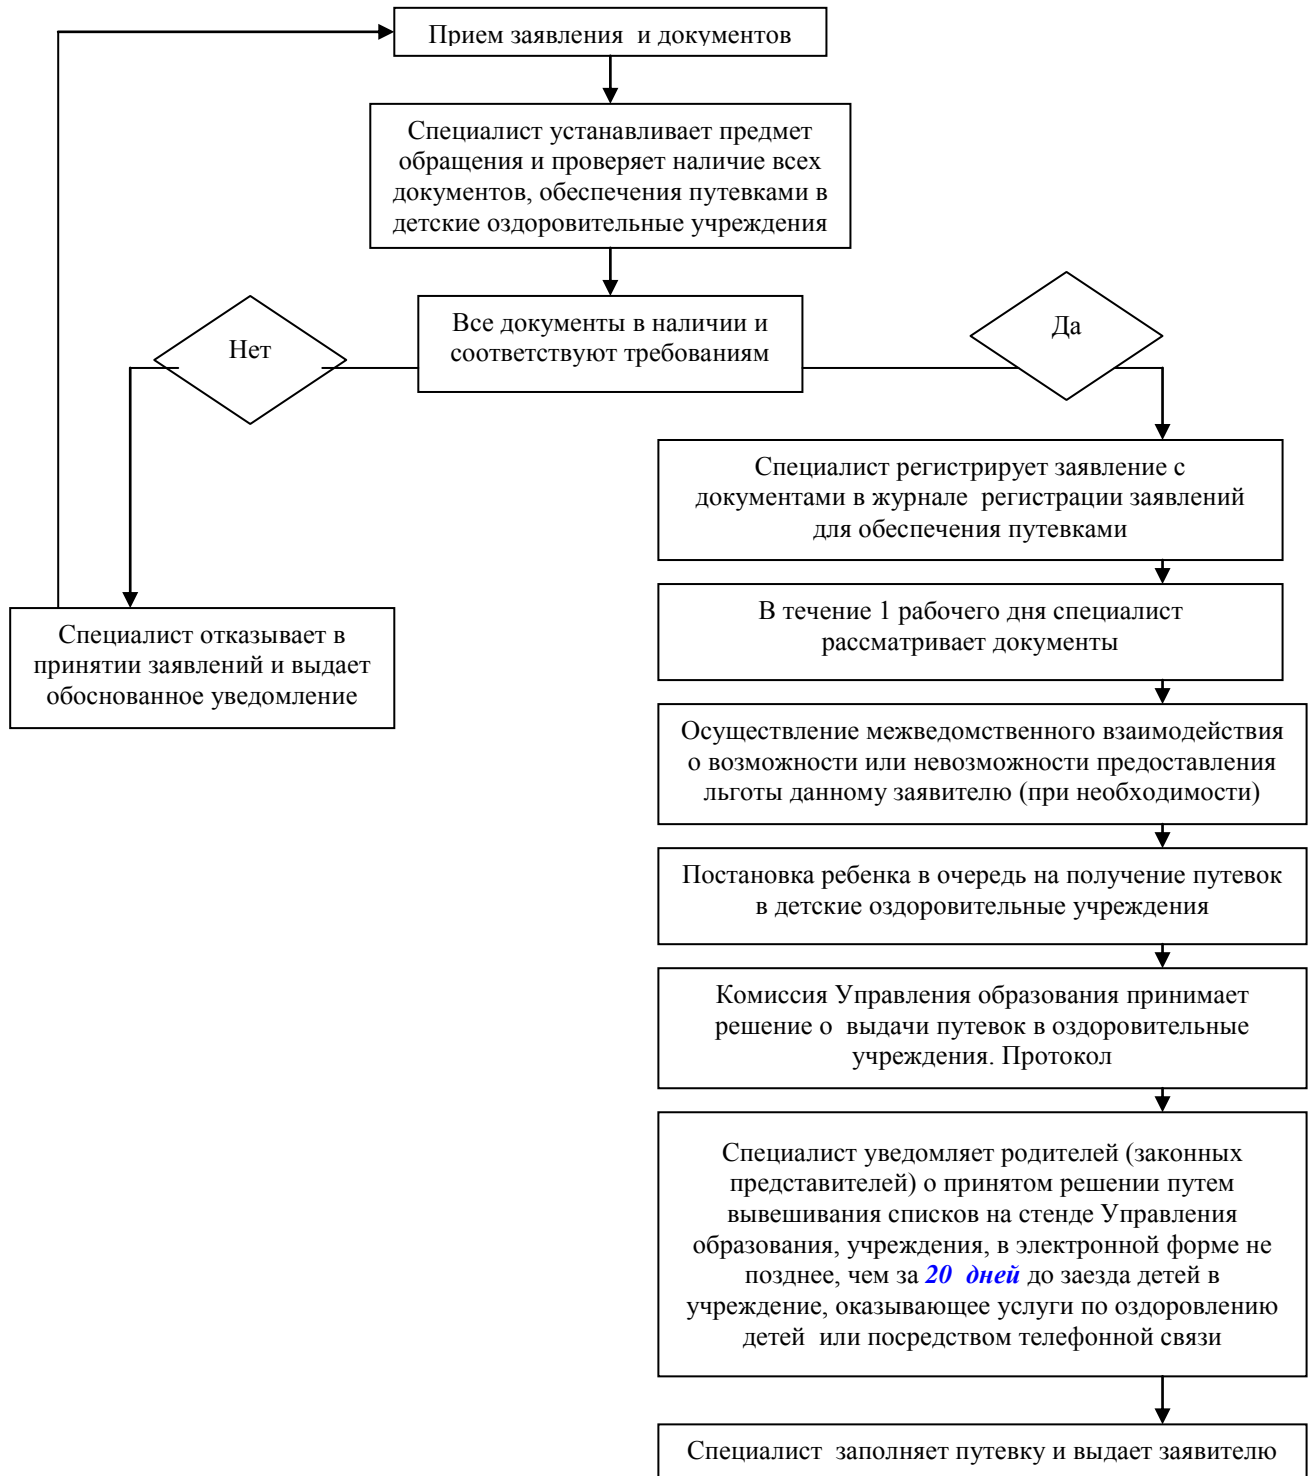 Прием заявления  и документов
Специалист устанавливает предмет
обращения и проверяет наличие всех
документов, обеспечения путевками в
детские оздоровительные учреждения
Все документы в наличии и
соответствуют требованиям
Нет
Да
Специалист регистрирует заявление с
документами в журнале  регистрации заявлений
для обеспечения путевками
Специалист отказывает в
принятии заявлений и выдает
обоснованное уведомление
В течение 1 рабочего дня специалист
рассматривает документы
Осуществление межведомственного взаимодействия
о возможности или невозможности предоставления
льготы данному заявителю (при необходимости)
Постановка ребенка в очередь на получение путевок
в детские оздоровительные учреждения
Комиссия Управления образования принимает
решение о  выдачи путевок в оздоровительные
учреждения. Протокол
Специалист уведомляет родителей (законных
представителей) о принятом решении путем
вывешивания списков на стенде Управления
образования, учреждения, в электронной форме не
позднее, чем за 20  дней до заезда детей в
учреждение, оказывающее услуги по оздоровлению
детей  или посредством телефонной связи
Специалист  заполняет путевку и выдает заявителю